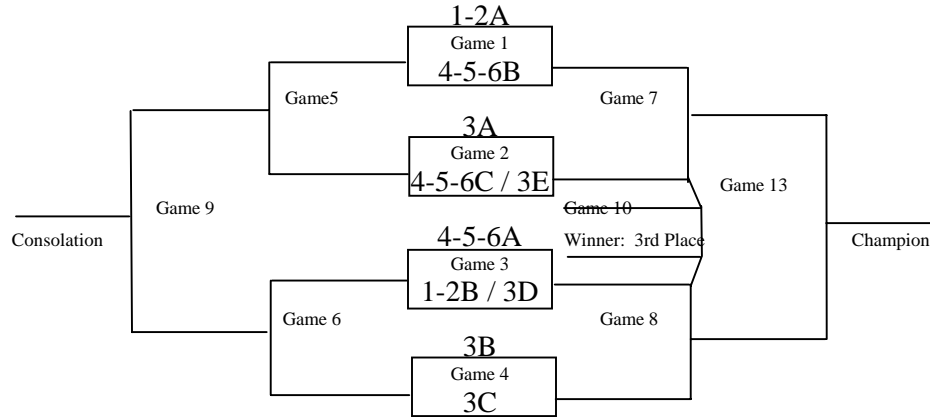 1-2A
Game 1
4-5-6B
Game5
Game 7
3A
Game 2
4-5-6C / 3E
Game 13
Game 9
Game 10
Consolation
4-5-6A
Winner: 3rd Place
Champion
Game 3
1-2B / 3D
Game 6
Game 8
3B
Game 4
3C